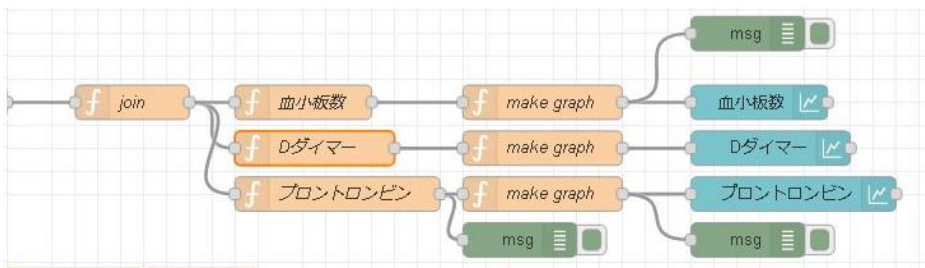 msg
join
血小板数
make graph
血小板数
Dダイマー
make graph
Dダイマー
プロントロンビン
make graph
プロントロンビン
msg
msg